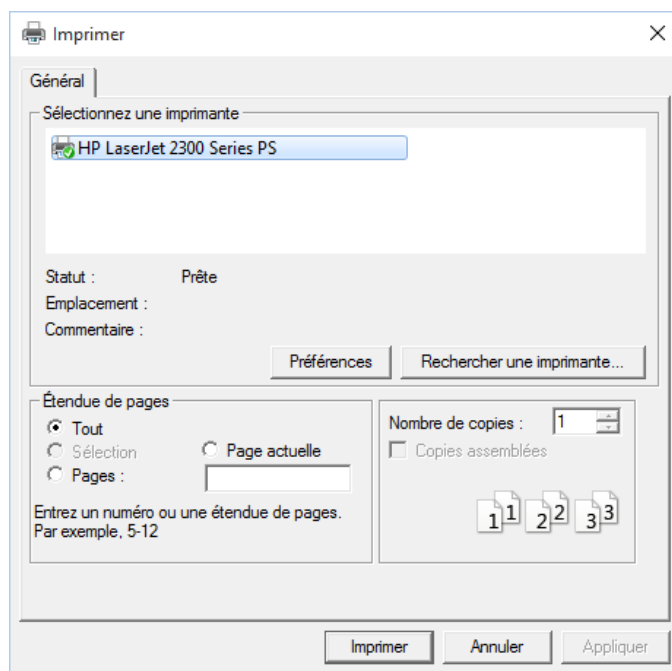 Imprimer
Général
Sélectionnez une imprimante
HP LaserJet 2300 Series PS
Statut : Prête
Emplacement :
Commentaire :
Préférences Rechercher une imprimante...
Étendue de pages
Tout
Sélection Page actuelle
Pages :
Entrez un numéro ou une étendue de pages.
Par exemple, 5-12
Nombre de copies : 1
Copies assemblées
1 1 2 2 3 3
Imprimer Annuler Appliquer